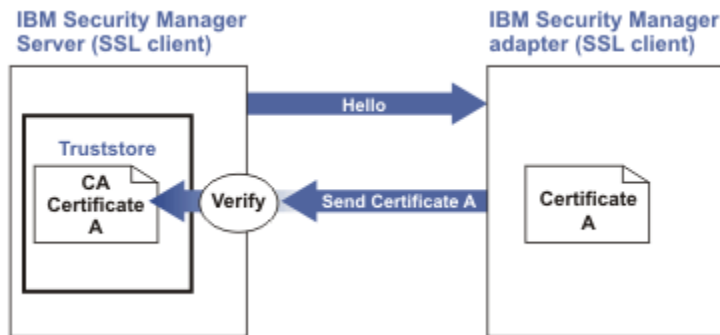 IBM Security Manager
Server (SSL client)
IBM Security Manager
adapter (SSL client)
Hello
Truststore
CA
Certificate
A
Verify
Send Certificate A
Certificate
A